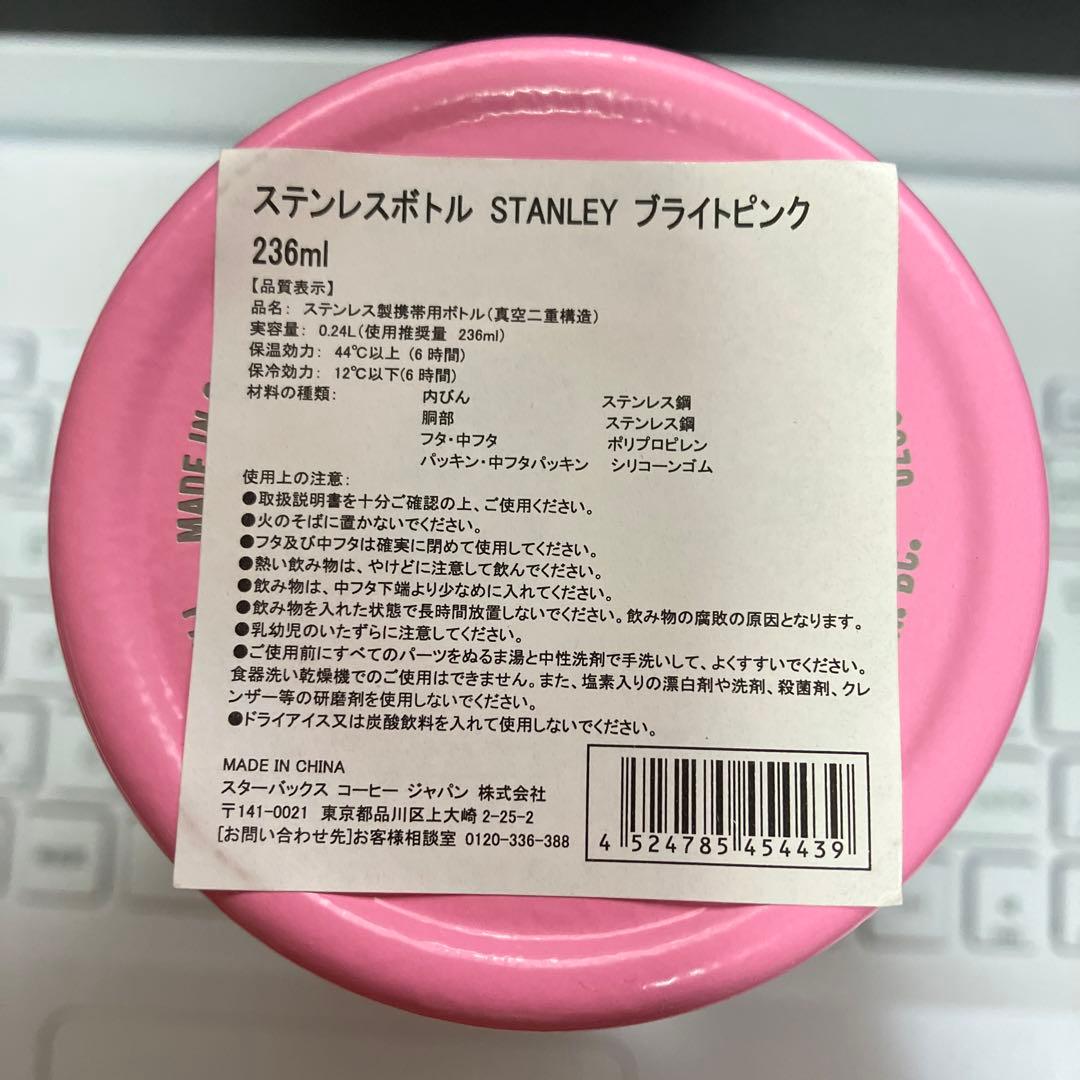 ステンレスボトル STANLEY ブライトピンク
236ml
【品質表示】
品名： ステンレス製携帯用ボトル（真空二重構造）
実容量： 0.24L（使用推奨量 236ml）
保温効力： 44℃以上（6時間）
保冷効力： 12℃以下（6時間）
材料の種類： 内びん ステンレス鋼
胴部 ステンレス鋼
フタ・中フタ ポリプロピレン
パッキン・中フタパッキン シリコーンゴム
使用上の注意：
●取扱説明書を十分ご確認の上、ご使用ください。
●火のそばに置かないでください。
●フタ及び中フタは確実に閉めて使用してください。
●熱い飲み物は、やけどに注意して飲んでください。
●飲み物は、中フタ下端より少なめに入れてください。
●飲み物を入れた状態で長時間放置しないでください。飲み物の腐敗の原因となります。
●乳幼児のいたずらに注意してください。
●ご使用前にすべてのパーツをぬるま湯と中性洗剤で手洗いして、よくすすいでください。
食器洗い乾燥機でのご使用はできません。また、塩素入りの漂白剤や洗剤、殺菌剤、クレ
ンザー等の研磨剤を使用しないでください。
●ドライアイス又は炭酸飲料を入れて使用しないでください。
MADE IN CHINA
スターバックス コーヒー ジャパン 株式会社
〒141-0021 東京都品川区上大崎 2-25-2
[お問い合わせ先]お客様相談室 0120-336-388
4 524785 454439
MADE IN
BC.